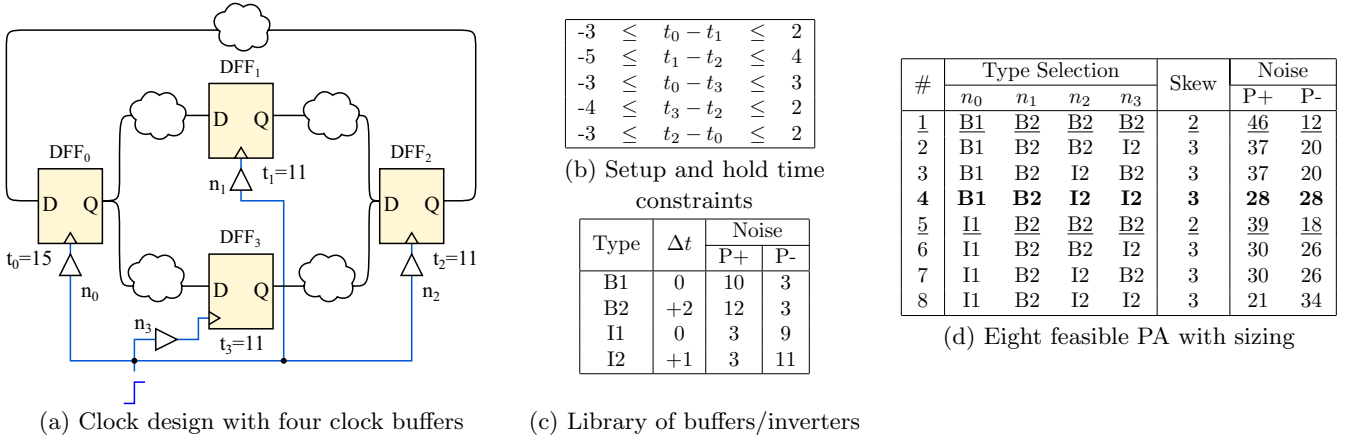 DFF₁
D Q
n₁
t₁=11
DFF₀
D Q
t₀=15
n₀
DFF₂
D Q
t₂=11
n₂
DFF₃
D Q
n₃
t₃=11
(a) Clock design with four clock buffers
-3 ≤ t₀ − t₁ ≤ 2
-5 ≤ t₁ − t₂ ≤ 4
-3 ≤ t₀ − t₃ ≤ 3
-4 ≤ t₃ − t₂ ≤ 2
-3 ≤ t₂ − t₀ ≤ 2
(b) Setup and hold time
constraints
Type Δt Noise
P+ P-
B1 0 10 3
B2 +2 12 3
I1 0 3 9
I2 +1 3 11
(c) Library of buffers/inverters
# Type Selection Skew Noise
n₀ n₁ n₂ n₃ P+ P-
1 B1 B2 B2 B2 2 46 12
2 B1 B2 B2 I2 3 37 20
3 B1 B2 I2 B2 3 37 20
4 B1 B2 I2 I2 3 28 28
5 I1 B2 B2 B2 2 39 18
6 I1 B2 B2 I2 3 30 26
7 I1 B2 I2 B2 3 30 26
8 I1 B2 I2 I2 3 21 34
(d) Eight feasible PA with sizing